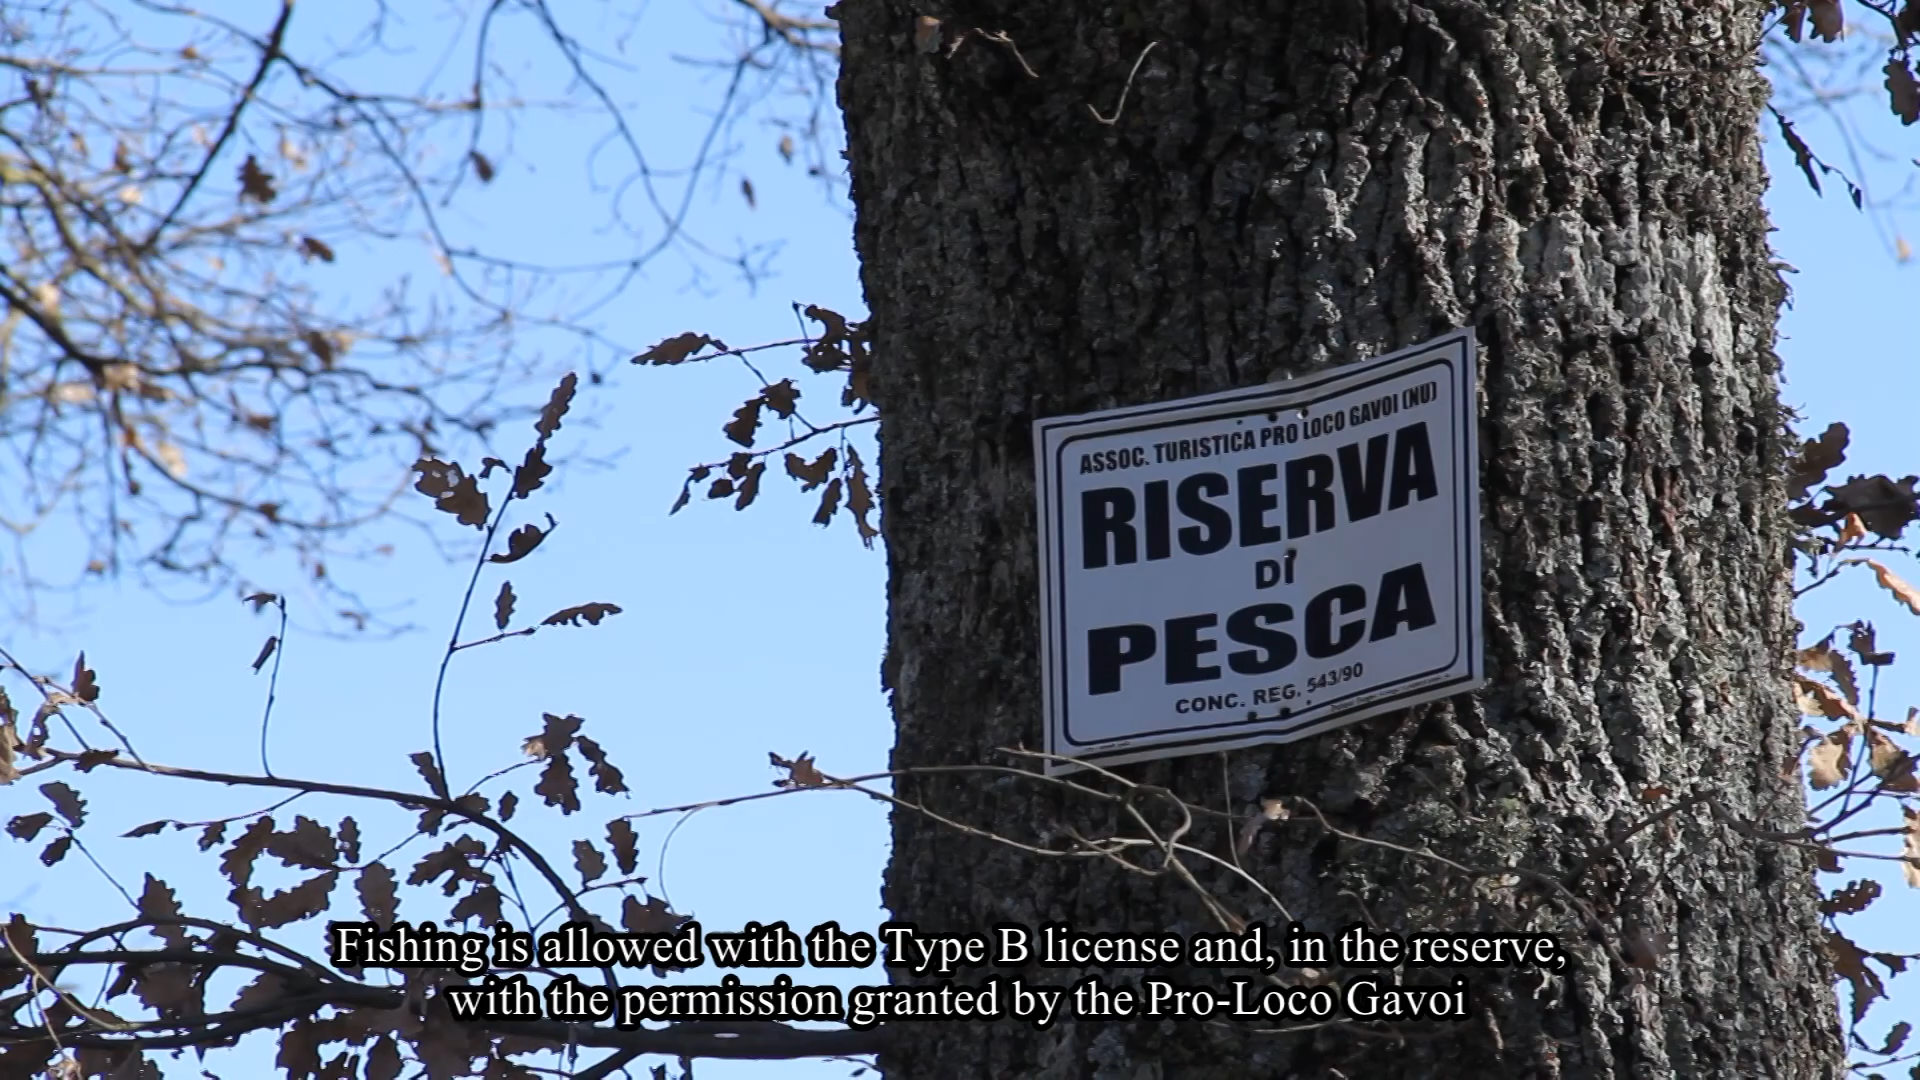 ASSOC. TURISTICA PRO LOCO GAVOI (NU)
RISERVA
DI
PESCA
CONC. REG. 543/90
Fishing is allowed with the Type B license and, in the reserve,
with the permission granted by the Pro-Loco Gavoi